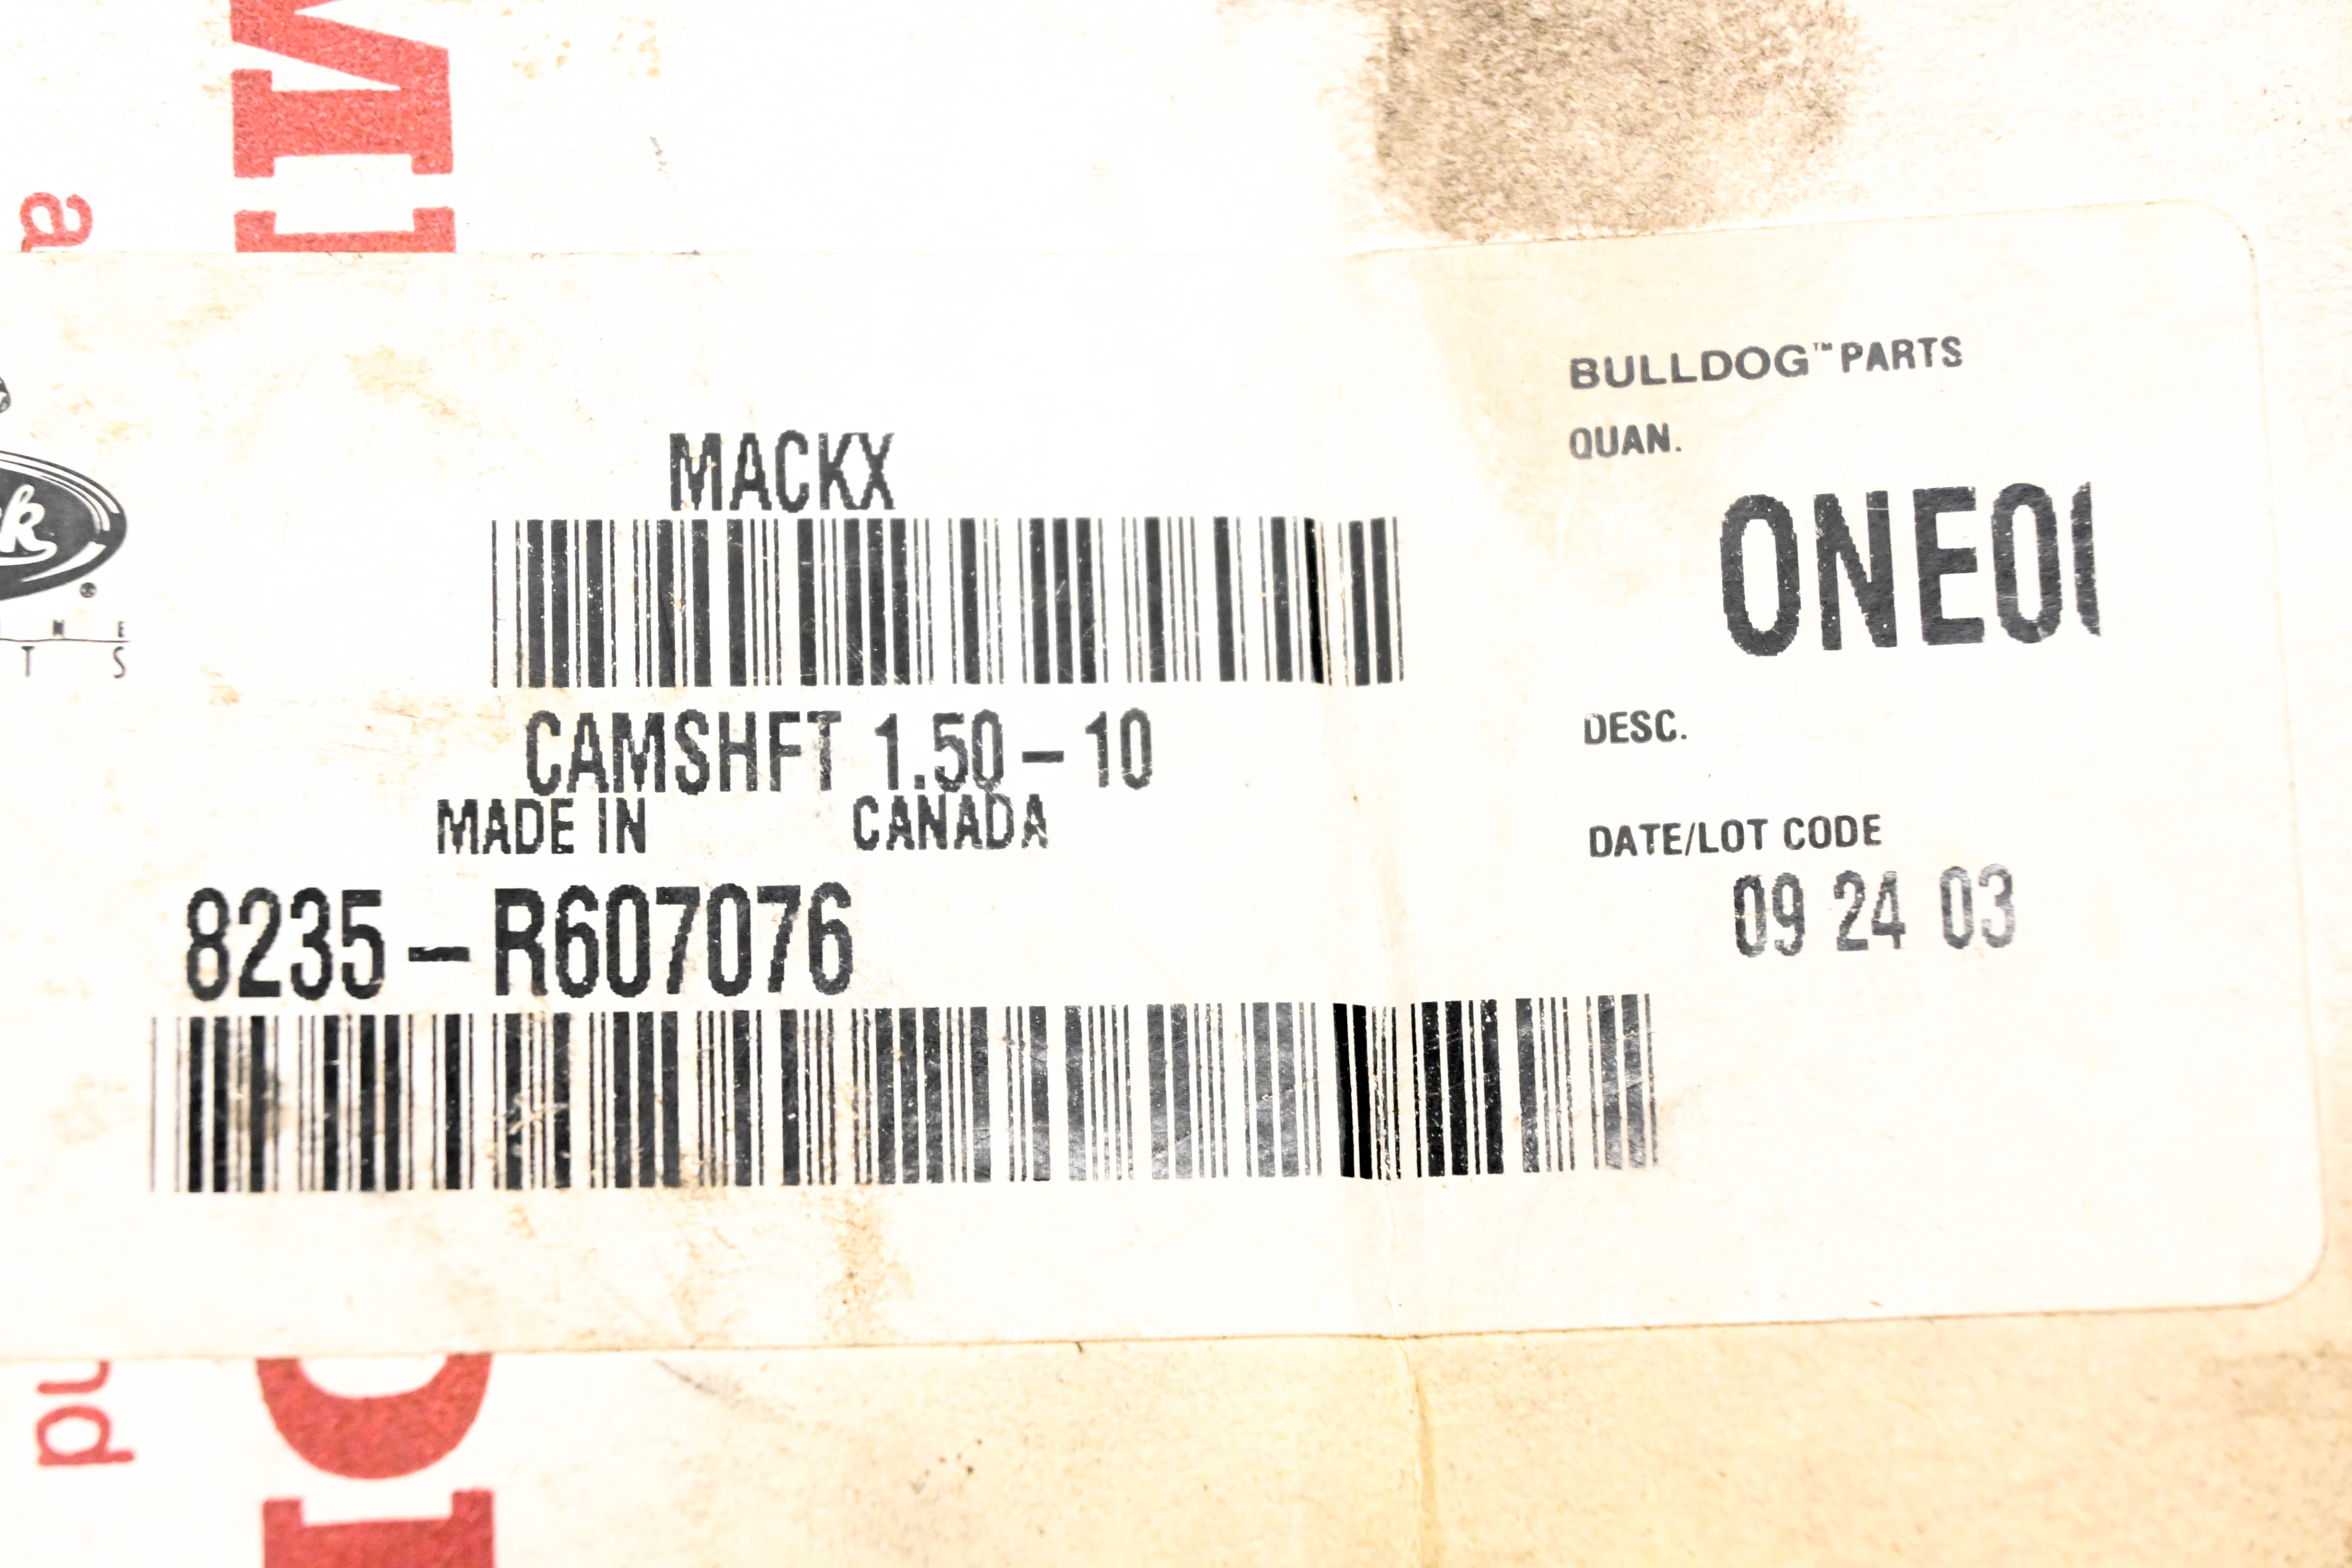 MACKX
CAMSHFT 1.50-10
MADE IN CANADA
8235-R607076
BULLDOG™ PARTS
QUAN.
ONE0
DESC.
DATE/LOT CODE
09 24 03